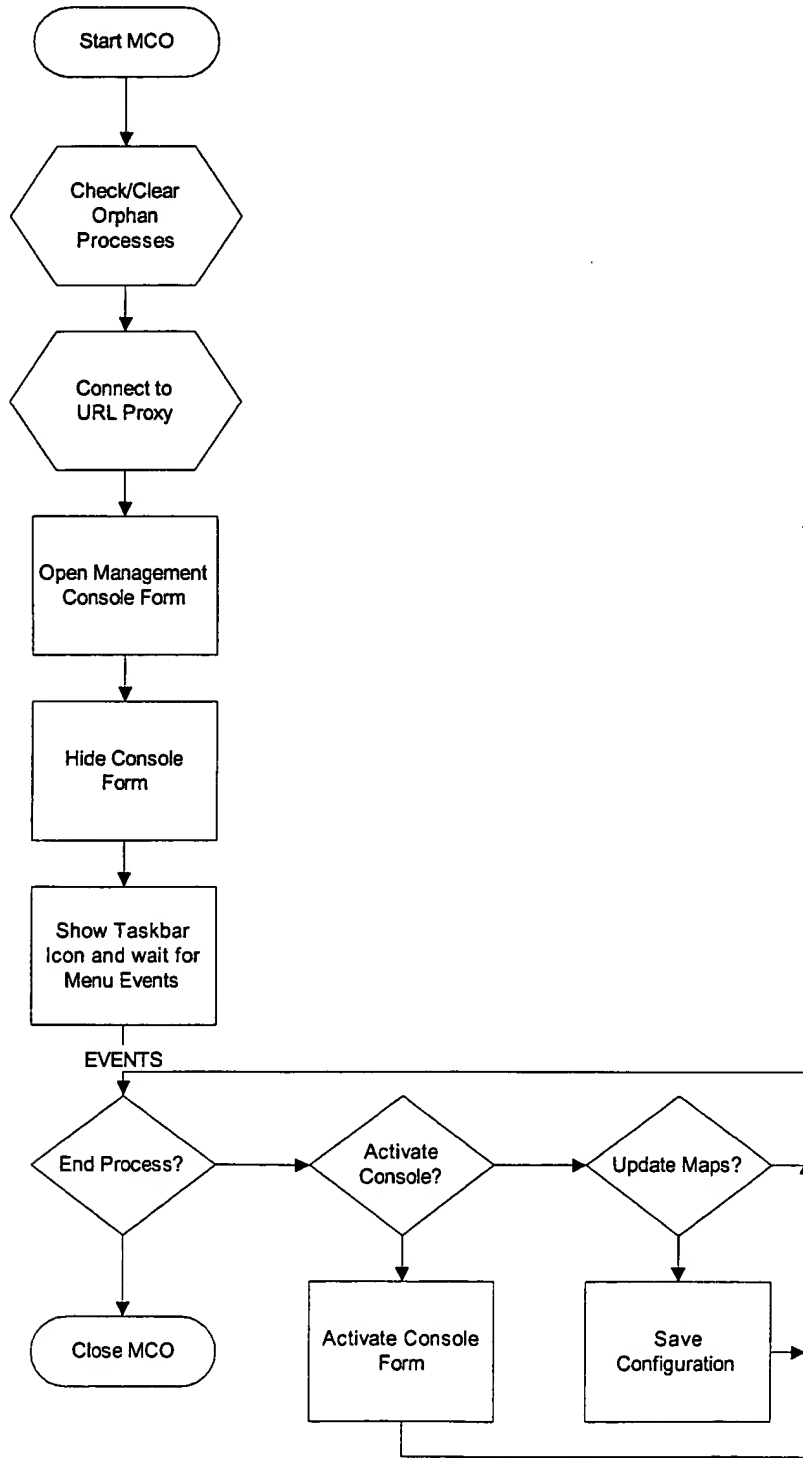 Start MCO
Check/Clear
Orphan
Processes
Connect to
URL Proxy
Open Management
Console Form
Hide Console
Form
Show Taskbar
Icon and wait for
Menu Events
EVENTS
End Process?
Activate
Console?
Update Maps?
Close MCO
Activate Console
Form
Save
Configuration